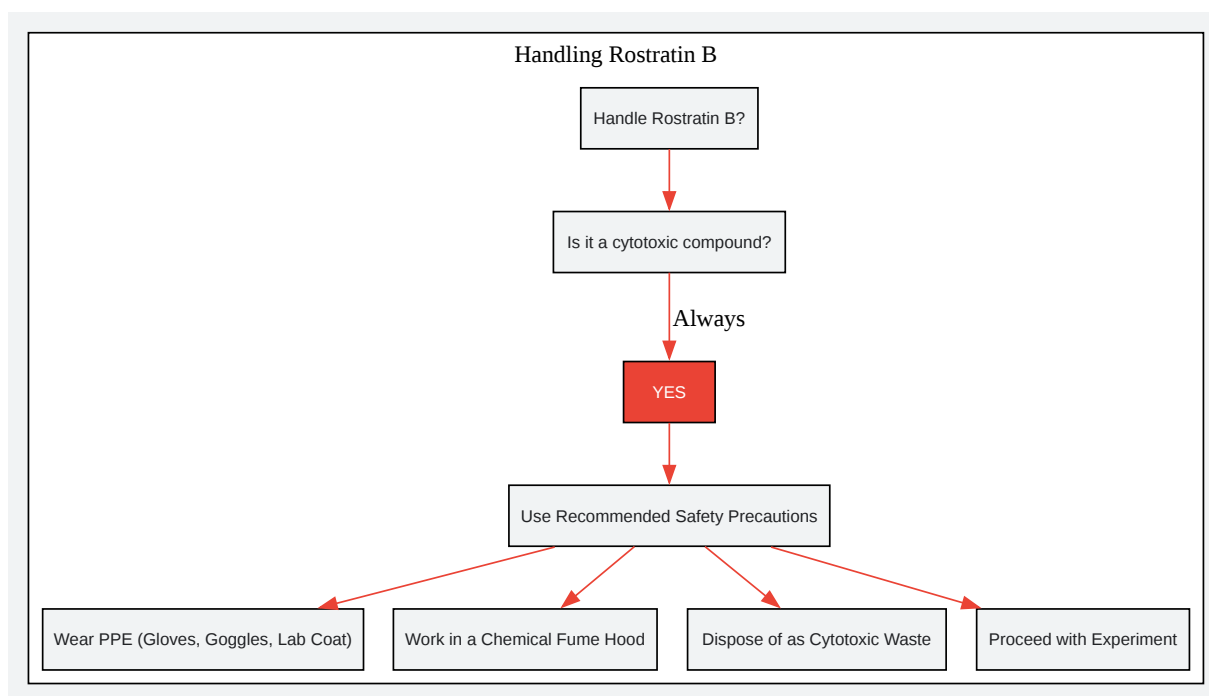 Handling Rostratin B
Handle Rostratin B?
Is it a cytotoxic compound?
Always
YES
Use Recommended Safety Precautions
Wear PPE (Gloves, Goggles, Lab Coat)
Work in a Chemical Fume Hood
Dispose of as Cytotoxic Waste
Proceed with Experiment